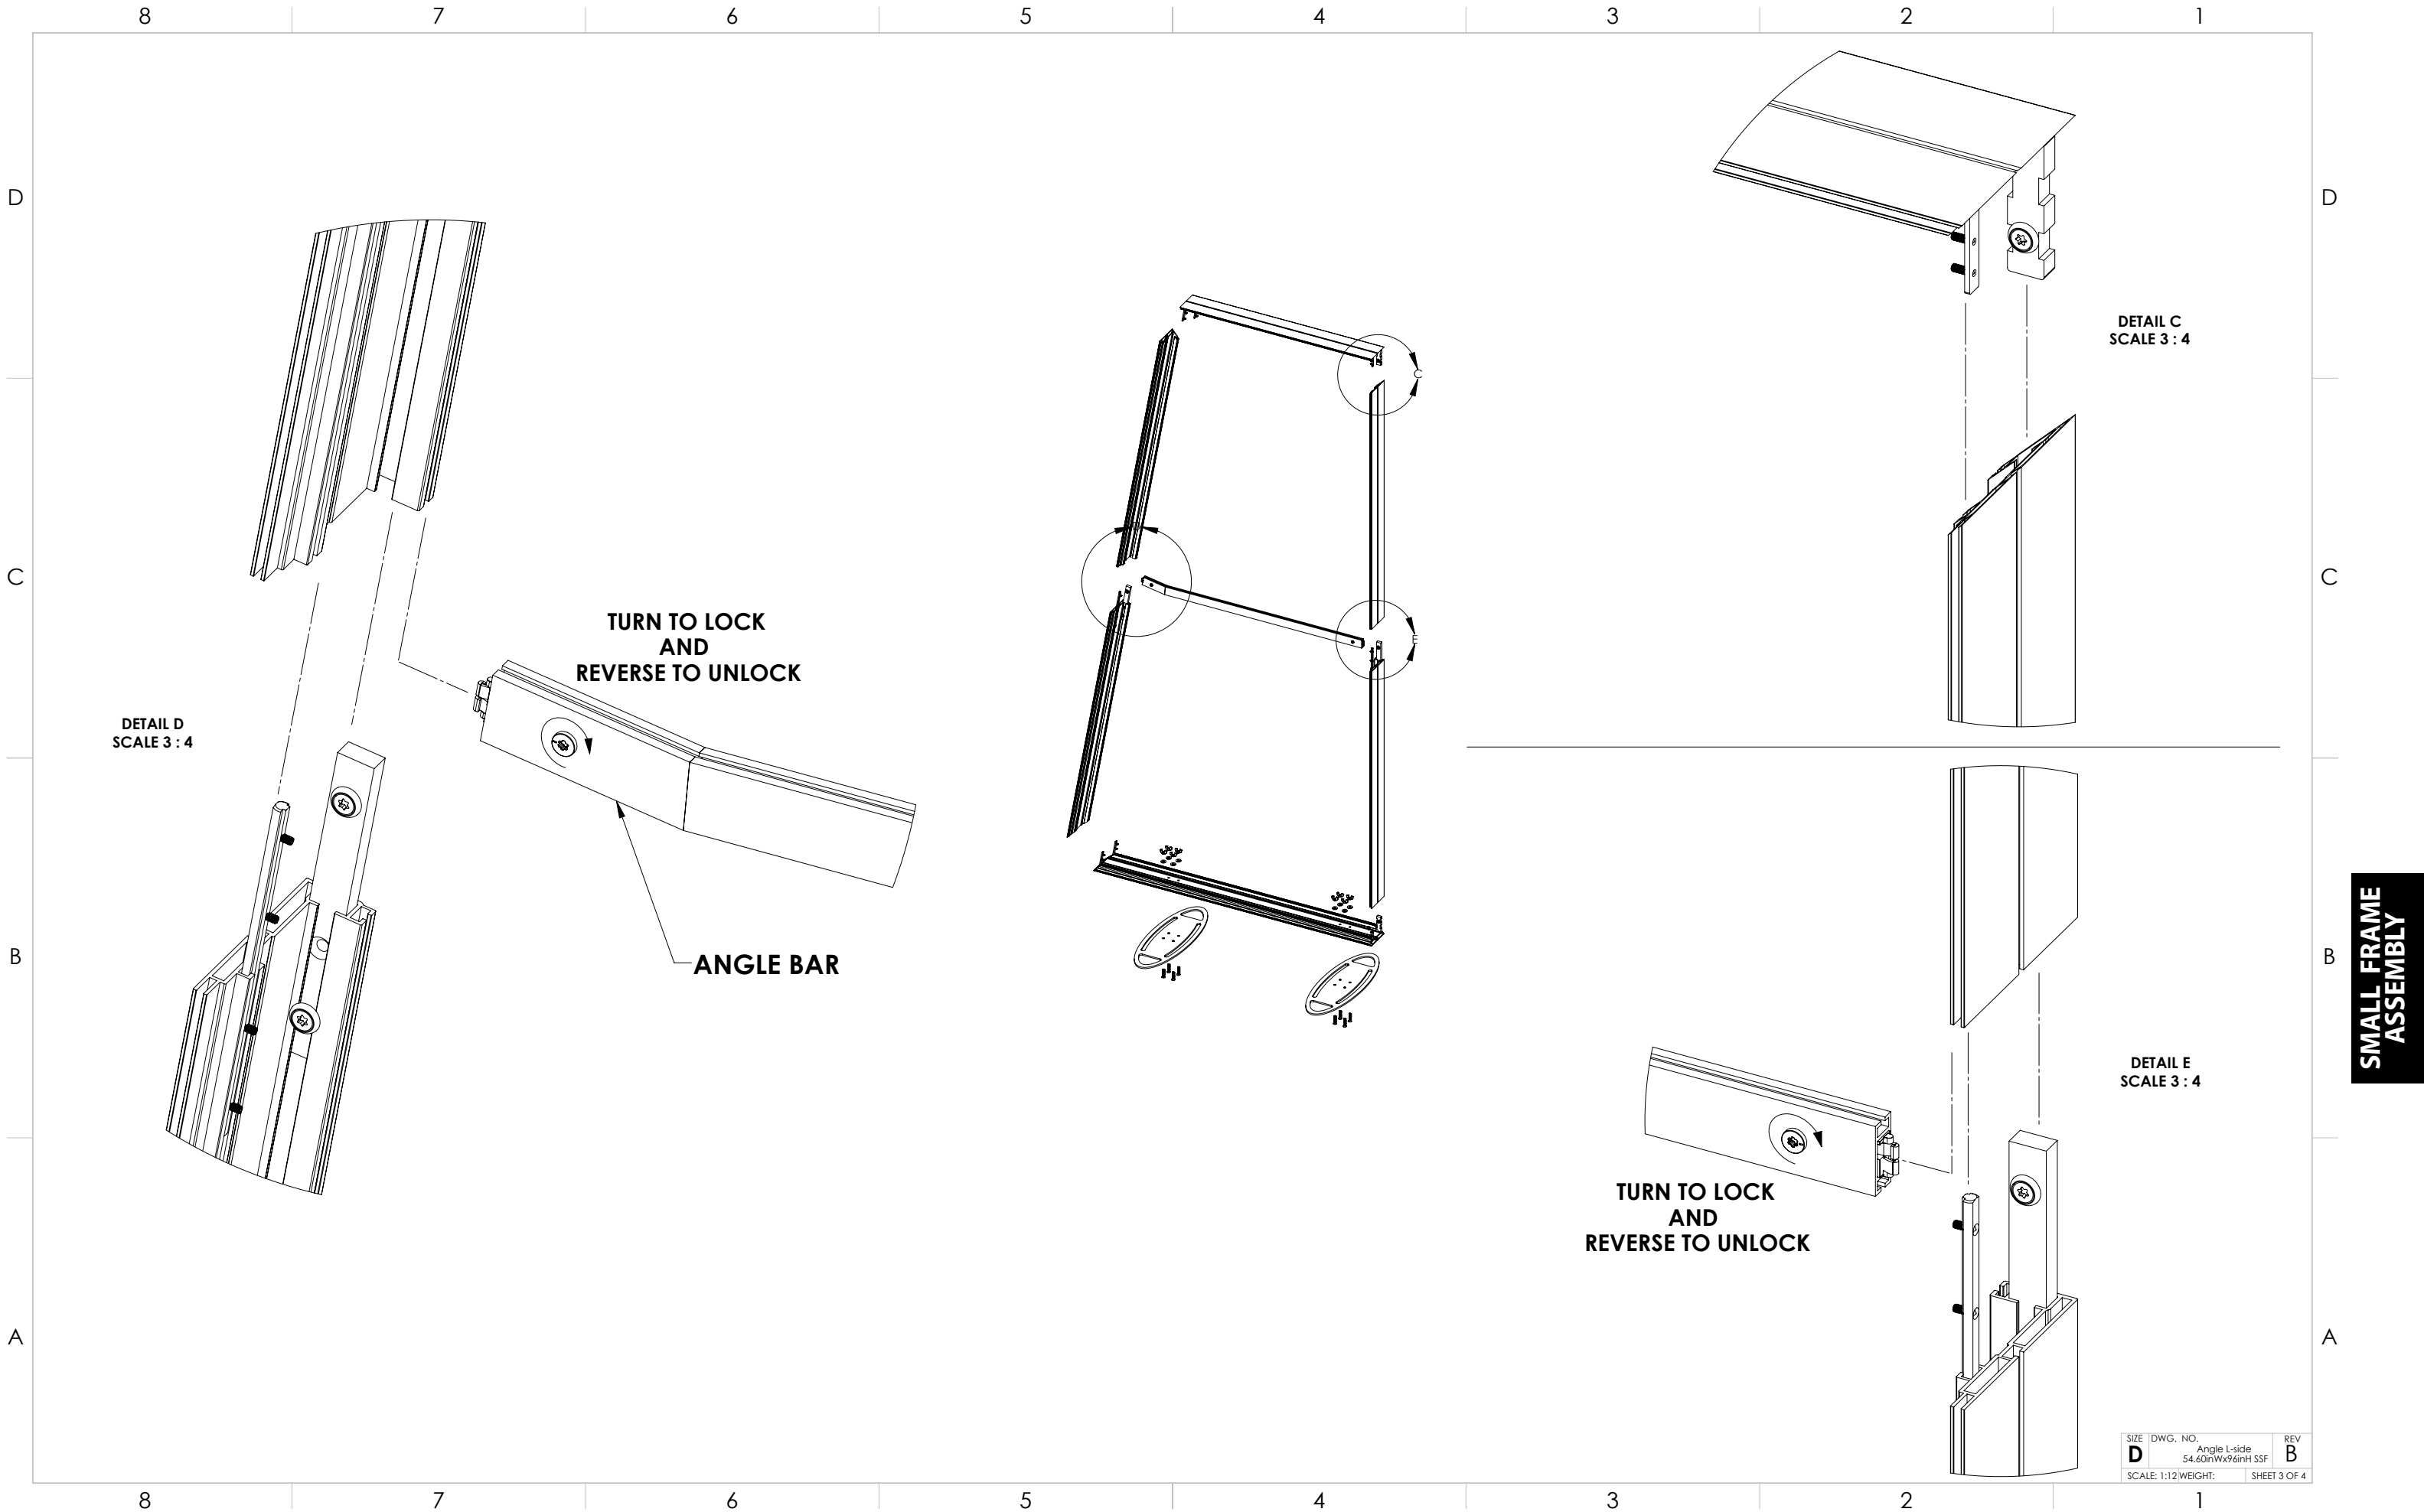 8 7 6 5 4 3 2 1
D D
DETAIL C
SCALE 3 : 4
C
C C
TURN TO LOCK
AND
REVERSE TO UNLOCK
E
DETAIL D
SCALE 3 : 4
ANGLE BAR
B B
SMALL FRAME
ASSEMBLY
DETAIL E
SCALE 3 : 4
TURN TO LOCK
AND
REVERSE TO UNLOCK
A A
SIZE DWG. NO. REV
D Angle L-side B
54.60inWx96inH SSF
SCALE: 1:12 WEIGHT: SHEET 3 OF 4
8 7 6 5 4 3 2 1